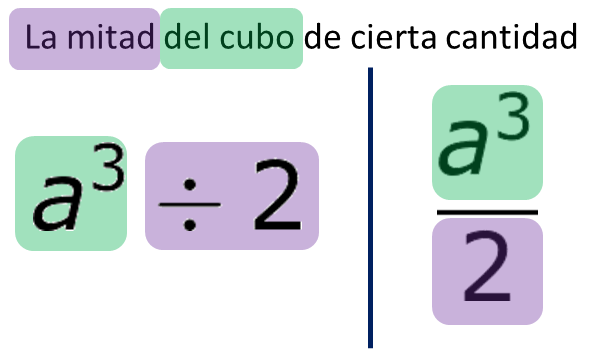 La mitad del cubo de cierta cantidad
a³ ÷ 2
a³
2